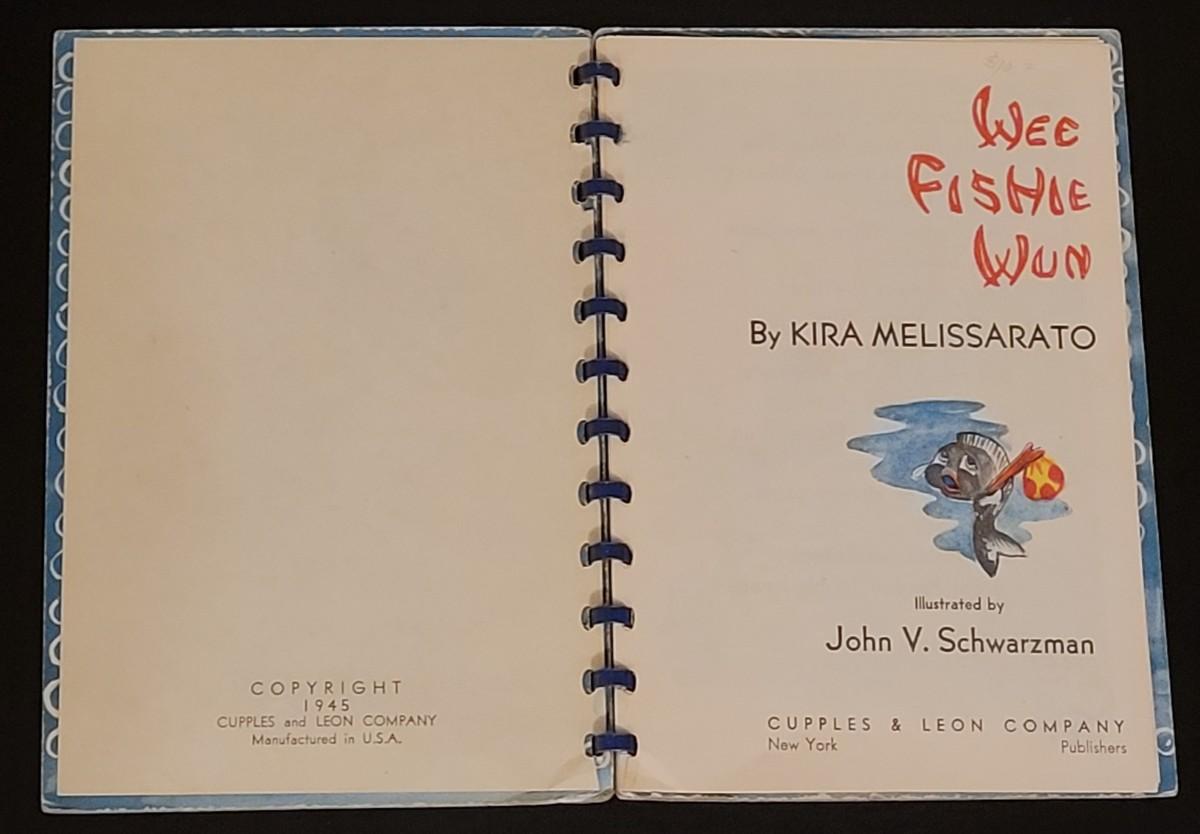 COPYRIGHT
1945
CUPPLES and LEON COMPANY
Manufactured in U.S.A.
WEE
FISHIE
WUN
By KIRA MELISSARATO
Illustrated by
John V. Schwarzman
CUPPLES & LEON COMPANY
New York Publishers